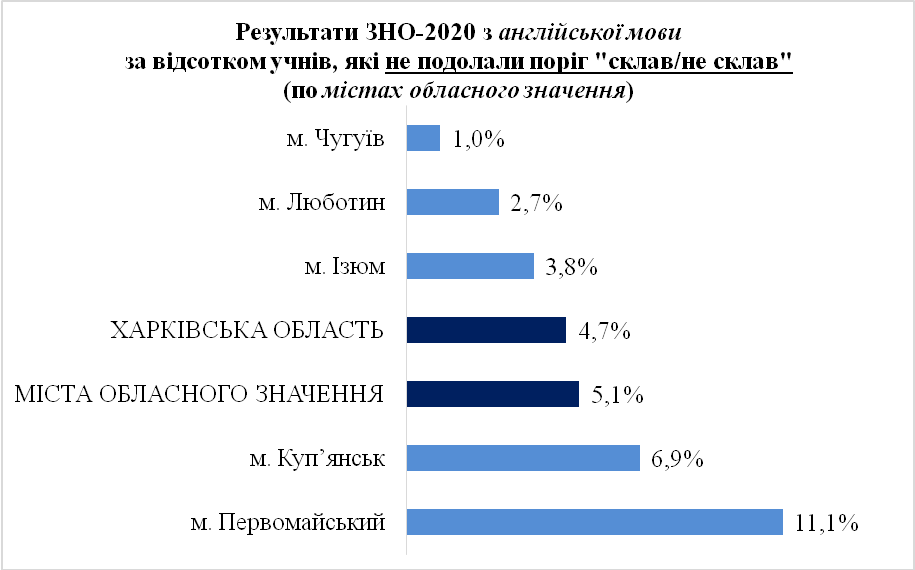 Результати ЗНО-2020 з англійської мови
за відсотком учнів, які не подолали поріг "склав/не склав"
(по містах обласного значення)
м. Чугуїв 1,0%
м. Люботин 2,7%
м. Ізюм 3,8%
ХАРКІВСЬКА ОБЛАСТЬ 4,7%
МІСТА ОБЛАСНОГО ЗНАЧЕННЯ 5,1%
м. Куп’янськ 6,9%
м. Первомайський 11,1%